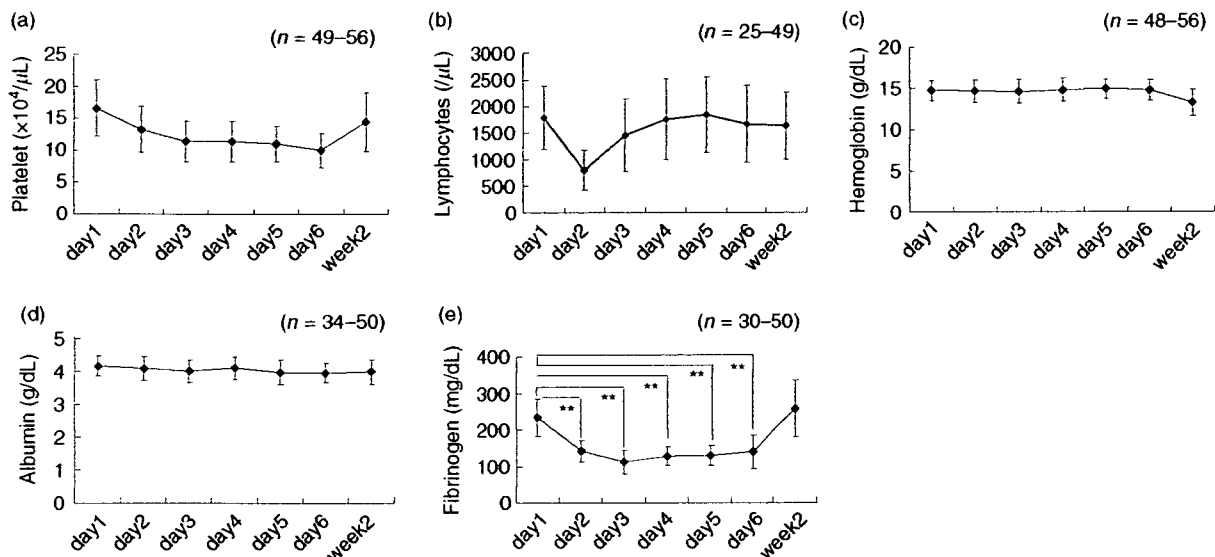 (a)
(n = 49–56)
Platelet (×10⁴/μL)
25
20
15
10
5
0
day1 day2 day3 day4 day5 day6 week2
(b)
(n = 25–49)
Lymphocytes (/μL)
3000
2500
2000
1500
1000
500
0
day1 day2 day3 day4 day5 day6 week2
(c)
(n = 48–56)
Hemoglobin (g/dL)
20
15
10
5
0
day1 day2 day3 day4 day5 day6 week2
(d)
(n = 34–50)
Albumin (g/dL)
5
4
3
2
1
0
day1 day2 day3 day4 day5 day6 week2
(e)
(n = 30–50)
Fibrinogen (mg/dL)
400
300
200
100
0
** ** ** ** **
day1 day2 day3 day4 day5 day6 week2